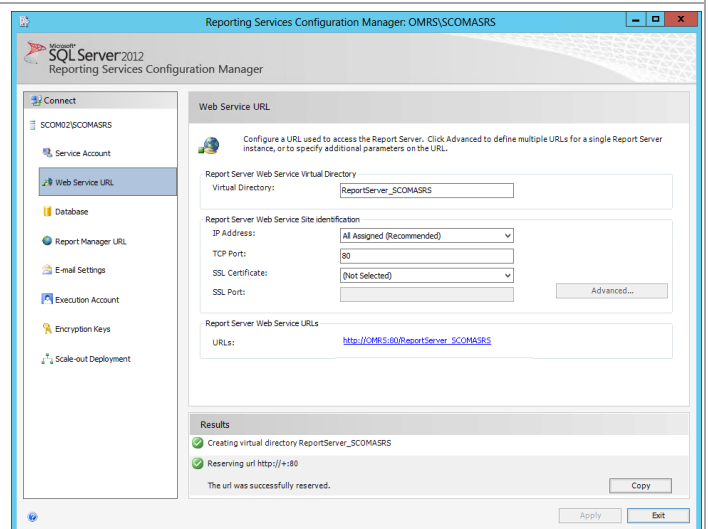 Reporting Services Configuration Manager: OMRS\SCOMASRS
Microsoft
SQL Server 2012
Reporting Services Configuration Manager
Connect
SCOM02\SCOMASRS
Service Account
Web Service URL
Database
Report Manager URL
E-mail Settings
Execution Account
Encryption Keys
Scale-out Deployment
Web Service URL
Configure a URL used to access the Report Server. Click Advanced to define multiple URLs for a single Report Server
instance, or to specify additional parameters on the URL.
Report Server Web Service Virtual Directory
Virtual Directory: ReportServer_SCOMASRS
Report Server Web Service Site identification
IP Address: All Assigned (Recommended)
TCP Port: 80
SSL Certificate: (Not Selected)
SSL Port:
Advanced...
Report Server Web Service URLs
URLs: http://OMRS:80/ReportServer_SCOMASRS
Results
Creating virtual directory ReportServer_SCOMASRS
Reserving url http://+:80
The url was successfully reserved.
Copy
Apply
Exit